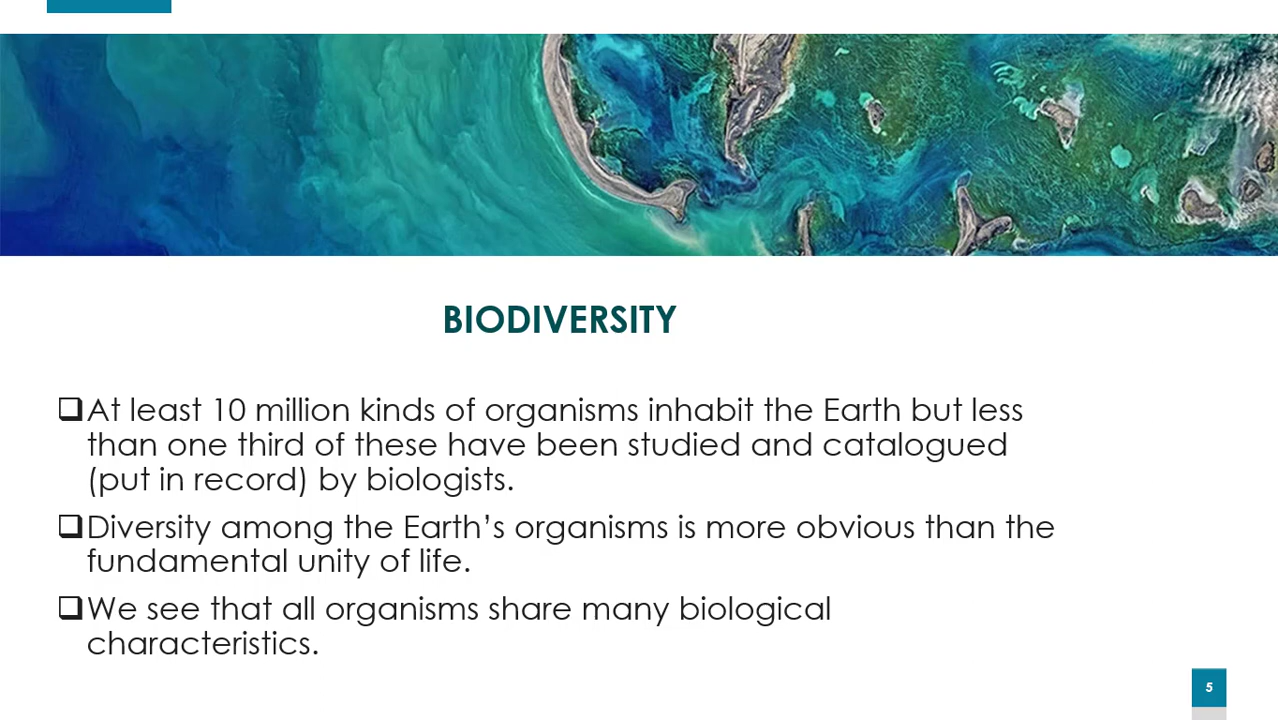 BIODIVERSITY
❑At least 10 million kinds of organisms inhabit the Earth but less
than one third of these have been studied and catalogued
(put in record) by biologists.
❑Diversity among the Earth’s organisms is more obvious than the
fundamental unity of life.
❑We see that all organisms share many biological
characteristics.
5